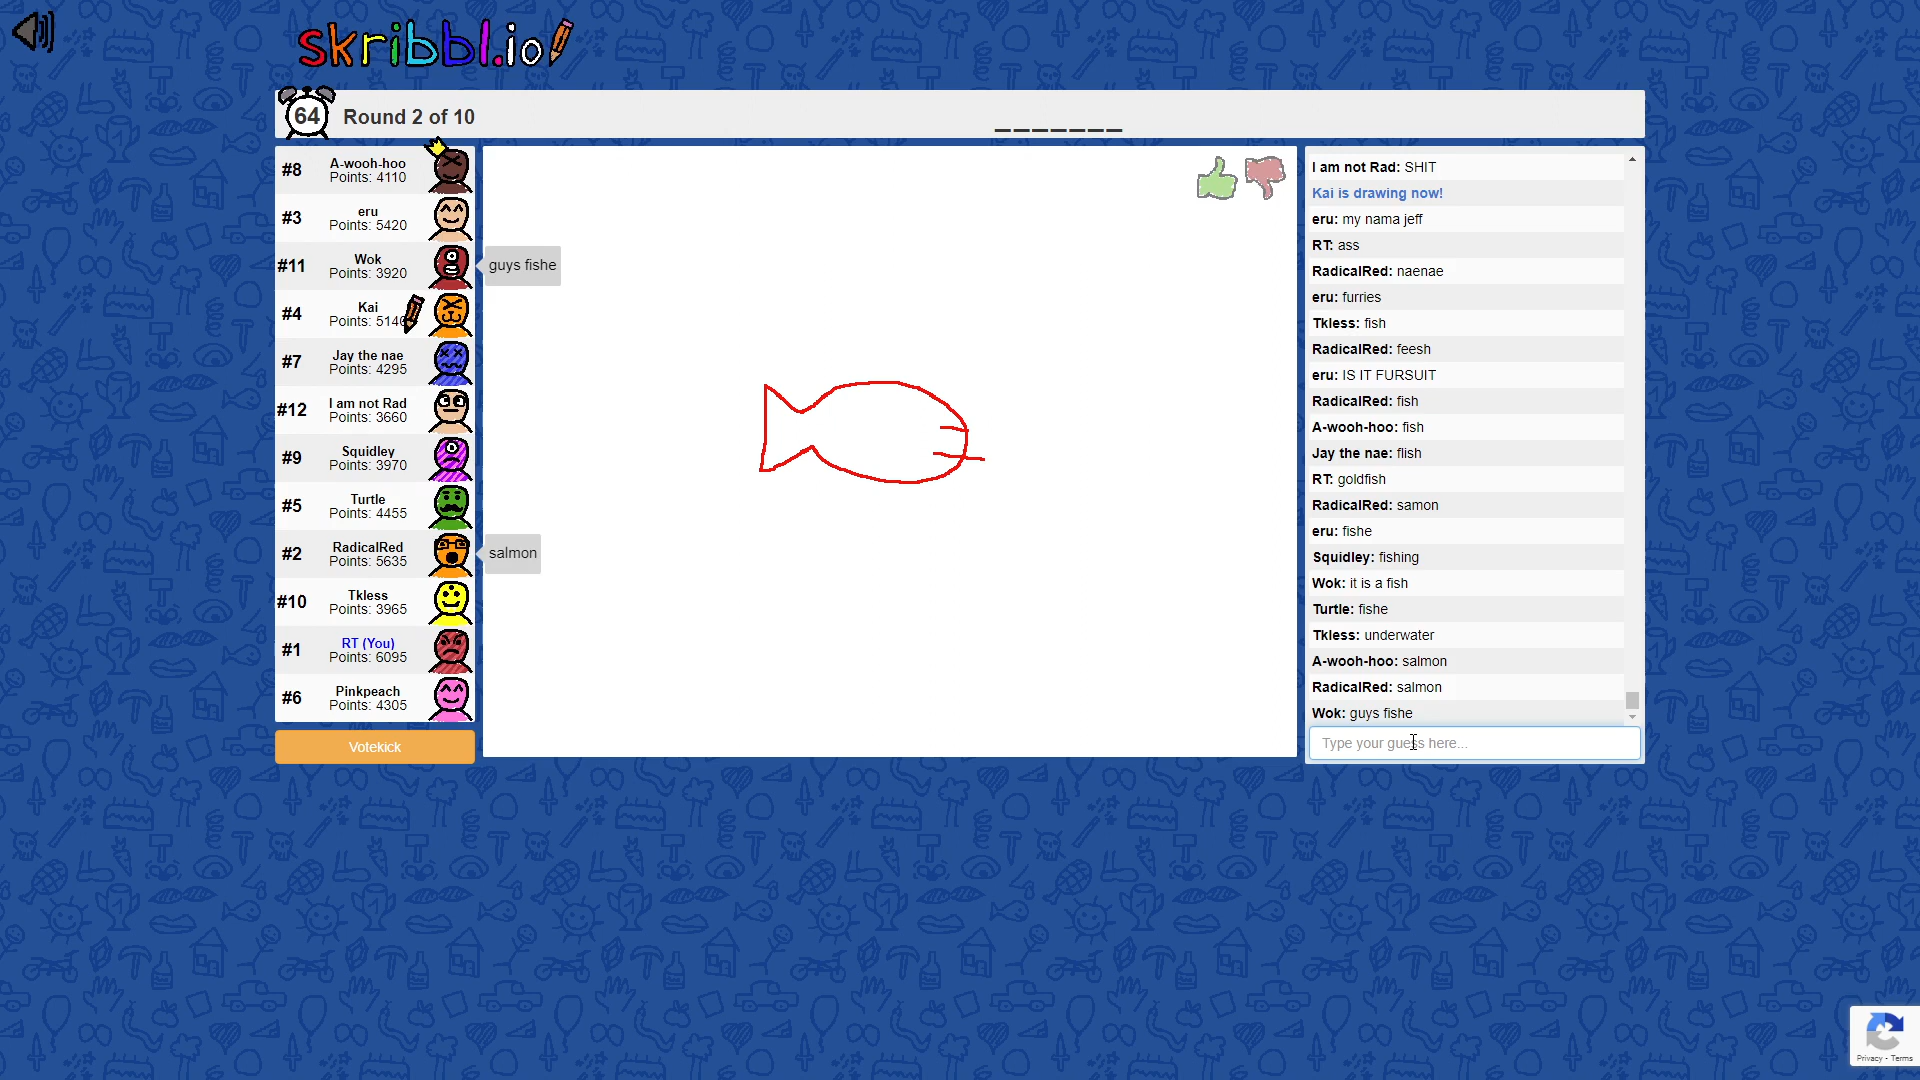 skribbl.io
64
Round 2 of 10
_______
#8
A-wooh-hoo
Points: 4110
#3
eru
Points: 5420
#11
Wok
Points: 3920
guys fishe
#4
Kai
Points: 5140
#7
Jay the nae
Points: 4295
#12
I am not Rad
Points: 3660
#9
Squidley
Points: 3970
#5
Turtle
Points: 4455
#2
RadicalRed
Points: 5635
salmon
#10
Tkless
Points: 3965
#1
RT (You)
Points: 6095
#6
Pinkpeach
Points: 4305
Votekick
I am not Rad: SHIT
Kai is drawing now!
eru: my nama jeff
RT: ass
RadicalRed: naenae
eru: furries
Tkless: fish
RadicalRed: feesh
eru: IS IT FURSUIT
RadicalRed: fish
A-wooh-hoo: fish
Jay the nae: flish
RT: goldfish
RadicalRed: samon
eru: fishe
Squidley: fishing
Wok: it is a fish
Turtle: fishe
Tkless: underwater
A-wooh-hoo: salmon
RadicalRed: salmon
Wok: guys fishe
Type your guess here...
Privacy - Terms